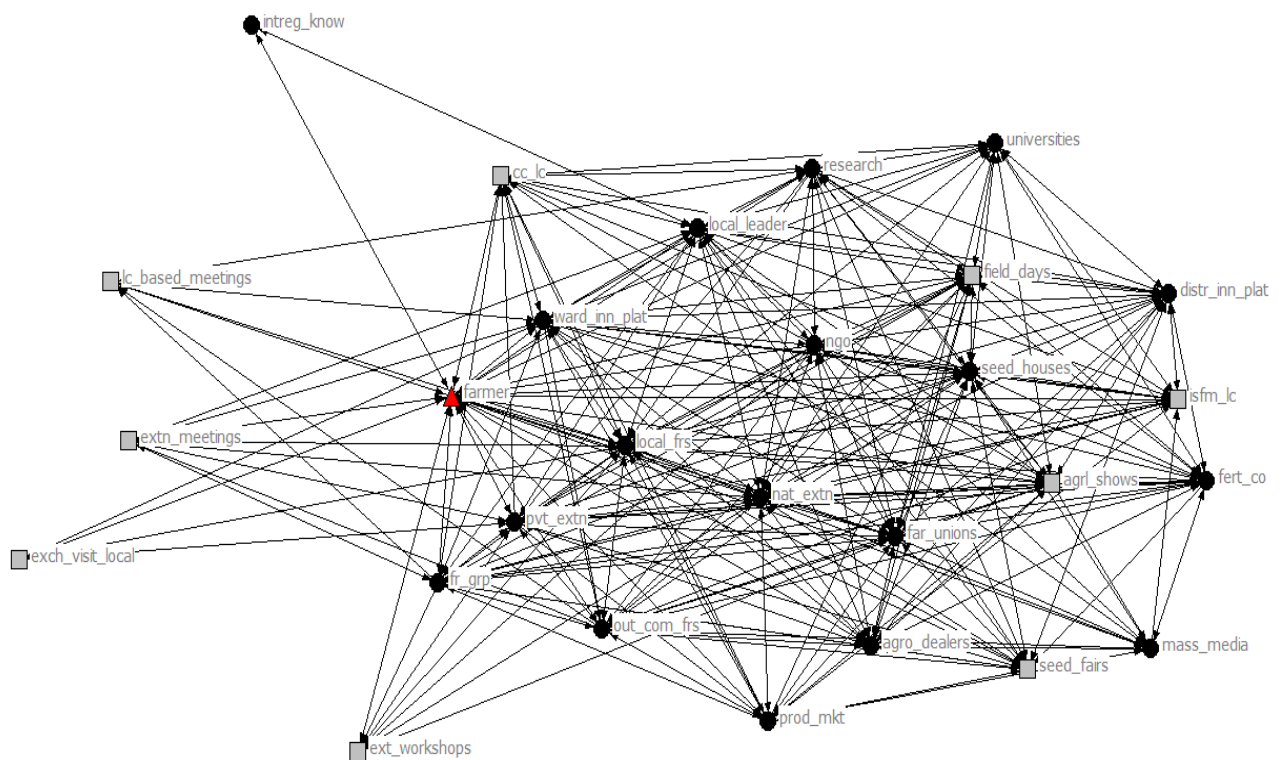 intreg_know
universities
research
cc_lc
local_leader
lc_based_meetings
field_days
distr_inn_plat
ward_inn_plat
ngo
seed_houses
farmer
isfm_lc
extn_meetings
local_frs
agrl_shows
fert_co
nat_extn
pvt_extn
far_unions
exch_visit_local
fr_grp
out_com_frs
agro_dealers
mass_media
seed_fairs
prod_mkt
ext_workshops